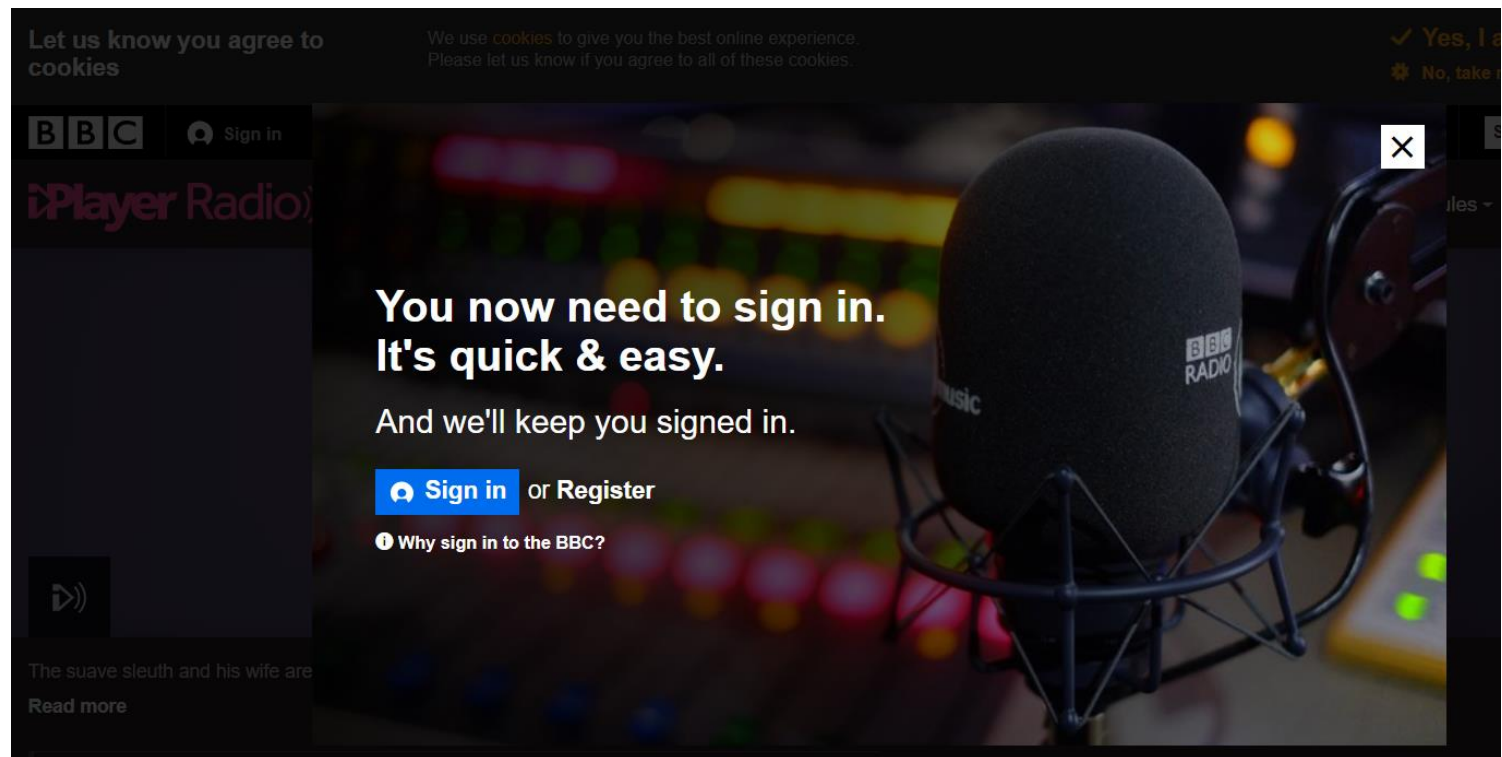 Let us know you agree to
cookies
We use cookies to give you the best online experience.
Please let us know if you agree to all of these cookies.
Yes, I a
No, take
BBC
Sign in
iPlayer Radio
You now need to sign in.
It's quick & easy.
And we'll keep you signed in.
Sign in or Register
Why sign in to the BBC?
BBC
RADIO
music
The suave sleuth and his wife are
Read more